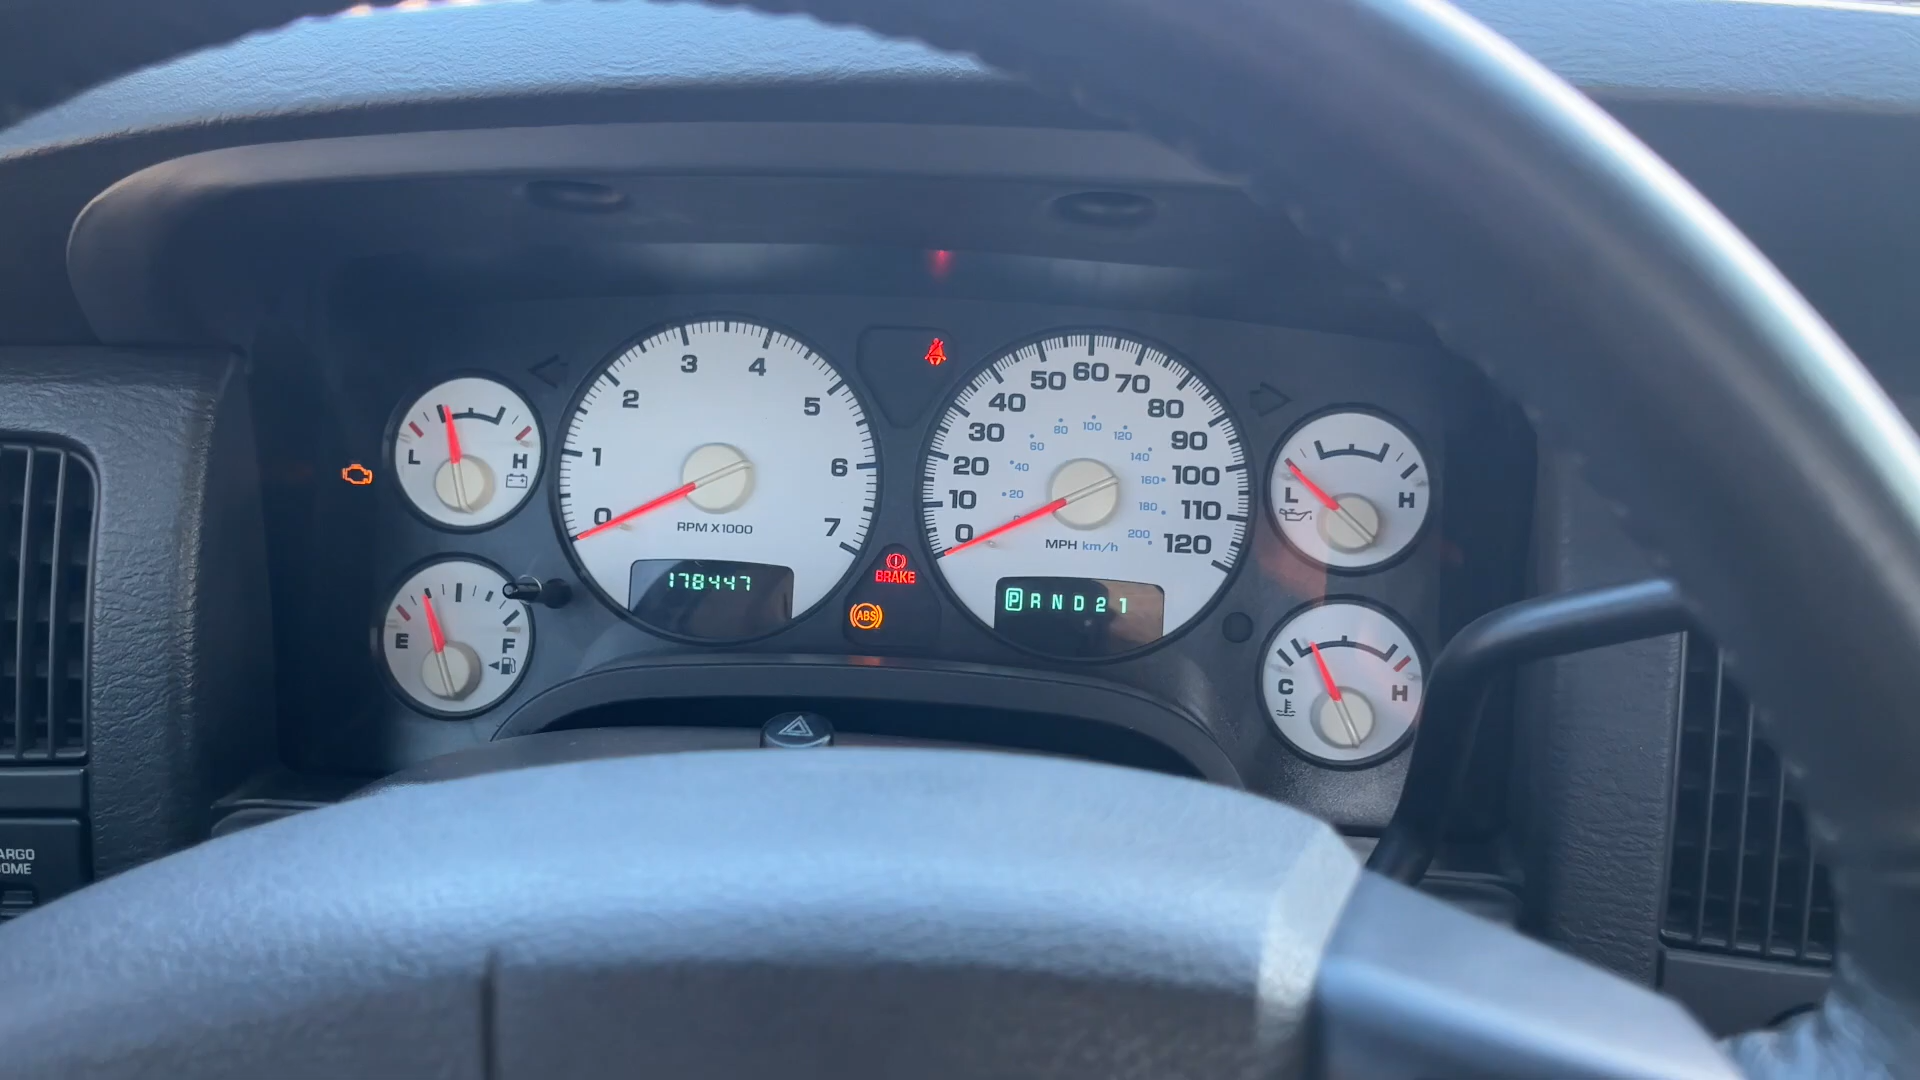 3 4
2 5
1 6
0 7
RPM X1000
178447
L H
E F
50 60 70
40 80
30 90
20 100
10 110
0 120
60 80 100 120
40 140
20 160
180
200
MPH km/h
P R N D 2 1
BRAKE
ABS
L H
C H
ARGO
OME